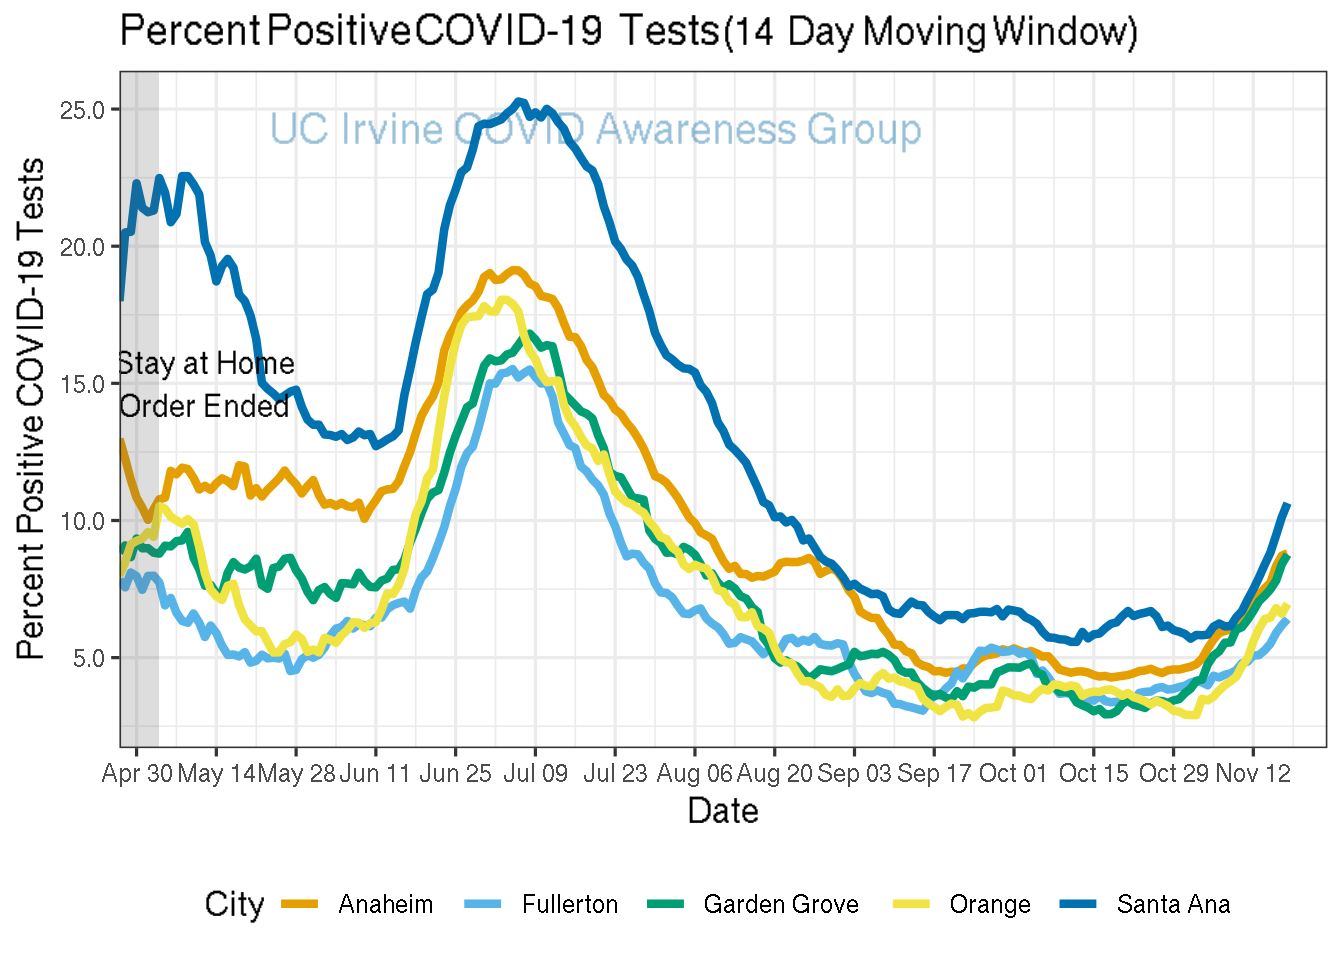 Percent Positive COVID-19 Tests (14 Day Moving Window)
UC Irvine COVID Awareness Group
25.0
20.0
15.0
10.0
5.0
Percent Positive COVID-19 Tests
Stay at Home
Order Ended
Apr 30 May 14 May 28 Jun 11 Jun 25 Jul 09 Jul 23 Aug 06 Aug 20 Sep 03 Sep 17 Oct 01 Oct 15 Oct 29 Nov 12
Date
City Anaheim Fullerton Garden Grove Orange Santa Ana